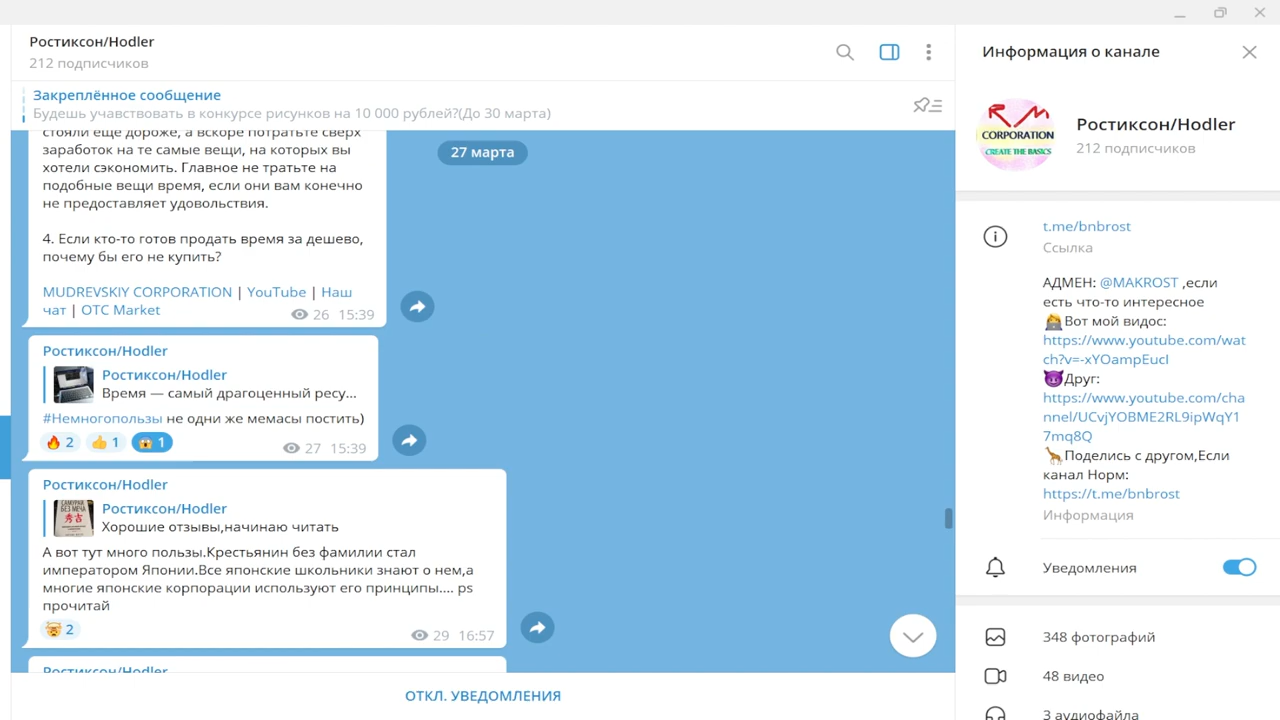 Ростиксон/Hodler
212 подписчиков
Закреплённое сообщение
Будешь учавствовать в конкурсе рисунков на 10 000 рублей?(До 30 марта)
27 марта
стояли еще дороже, а вскоре потратьте сверх
заработок на те самые вещи, на которых вы
хотели сэкономить. Главное не тратьте на
подобные вещи время, если они вам конечно
не предоставляет удовольствия.
4. Если кто-то готов продать время за дешево,
почему бы его не купить?
MUDREVSKIY CORPORATION | YouTube | Наш
чат | OTC Market
26 15:39
Ростиксон/Hodler
Ростиксон/Hodler
Время — самый драгоценный ресу...
#Немногопользы не одни же мемасы постить)
2 1 1
27 15:39
Ростиксон/Hodler
САМУРАЙ
БЕЗ МЕЧА
秀吉
Ростиксон/Hodler
Хорошие отзывы,начинаю читать
А вот тут много пользы.Крестьянин без фамилии стал
императором Японии.Все японские школьники знают о нем,а
многие японские корпорации используют его принципы.... ps
прочитай
2
29 16:57
Ростиксон/Hodler
ОТКЛ. УВЕДОМЛЕНИЯ
Информация о канале
RM
CORPORATION
CREATE THE BASICS
Ростиксон/Hodler
212 подписчиков
t.me/bnbrost
Ссылка
АДМЕН: @MAKROST ,если
есть что-то интересное
Вот мой видос:
https://www.youtube.com/wat
ch?v=-xYOampEucI
Друг:
https://www.youtube.com/cha
nnel/UCvjYOBME2RL9ipWqY1
7mq8Q
Поделись с другом,Если
канал Норм:
https://t.me/bnbrost
Информация
Уведомления
348 фотографий
48 видео
3 аудиофайла